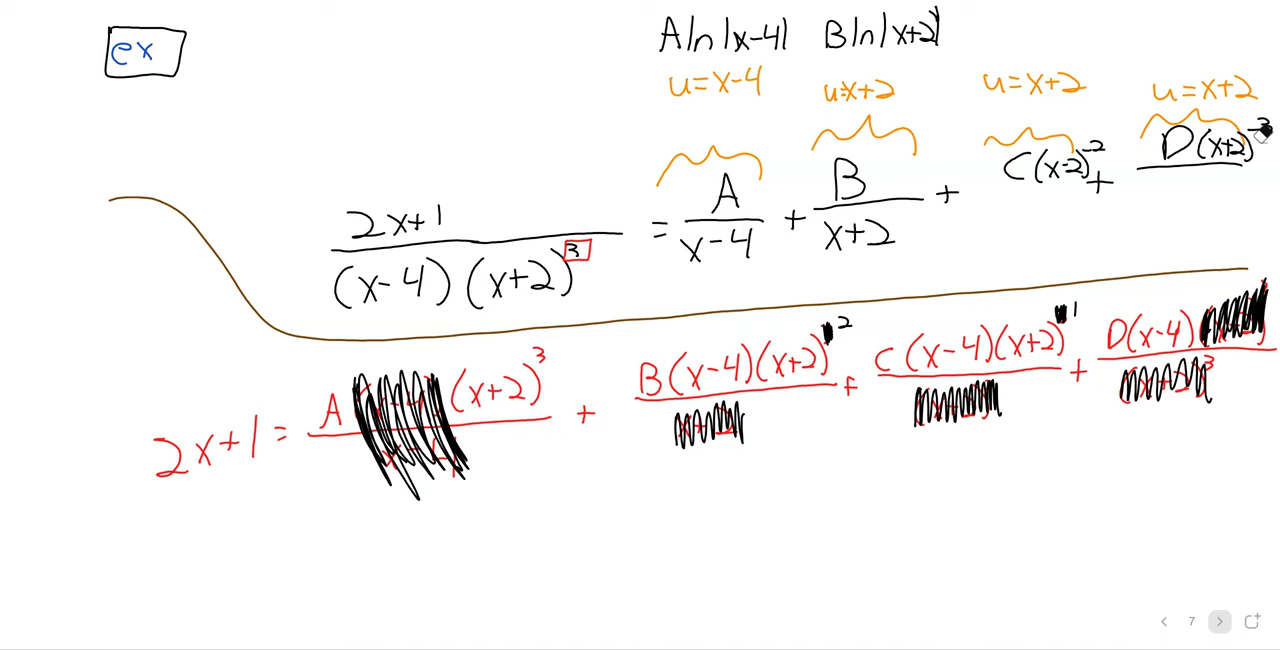 ex
A ln |x-4| B ln |x+2|
u=x-4 u=x+2 u=x+2 u=x+2
2x+1 / (x-4)(x+2)^3 = A / x-4 + B / x+2 + C(x-2)^-2 + D(x+2)^-3
2x+1 = A (x+2)^3 + B(x-4)(x+2)^2 + C(x-4)(x+2)^1 + D(x-4)
7